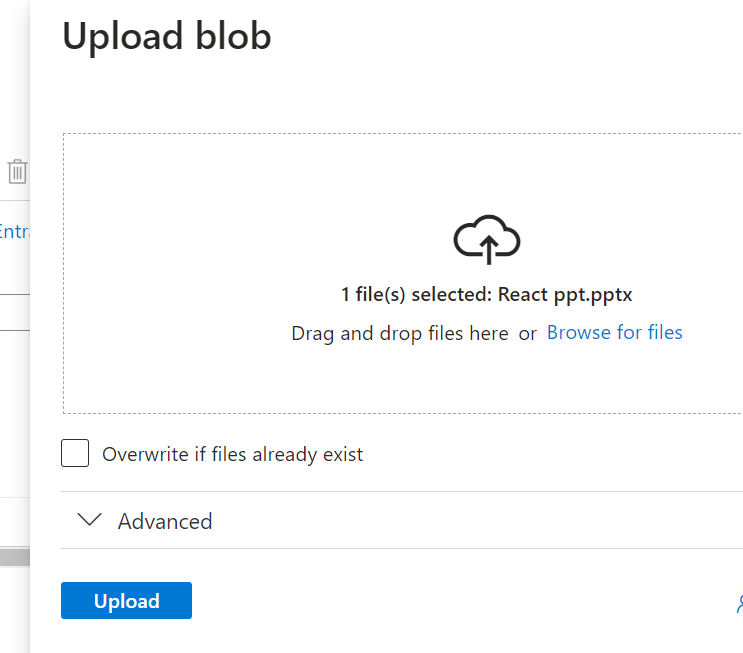 Upload blob
1 file(s) selected: React ppt.pptx
Drag and drop files here or Browse for files
Overwrite if files already exist
Advanced
Upload